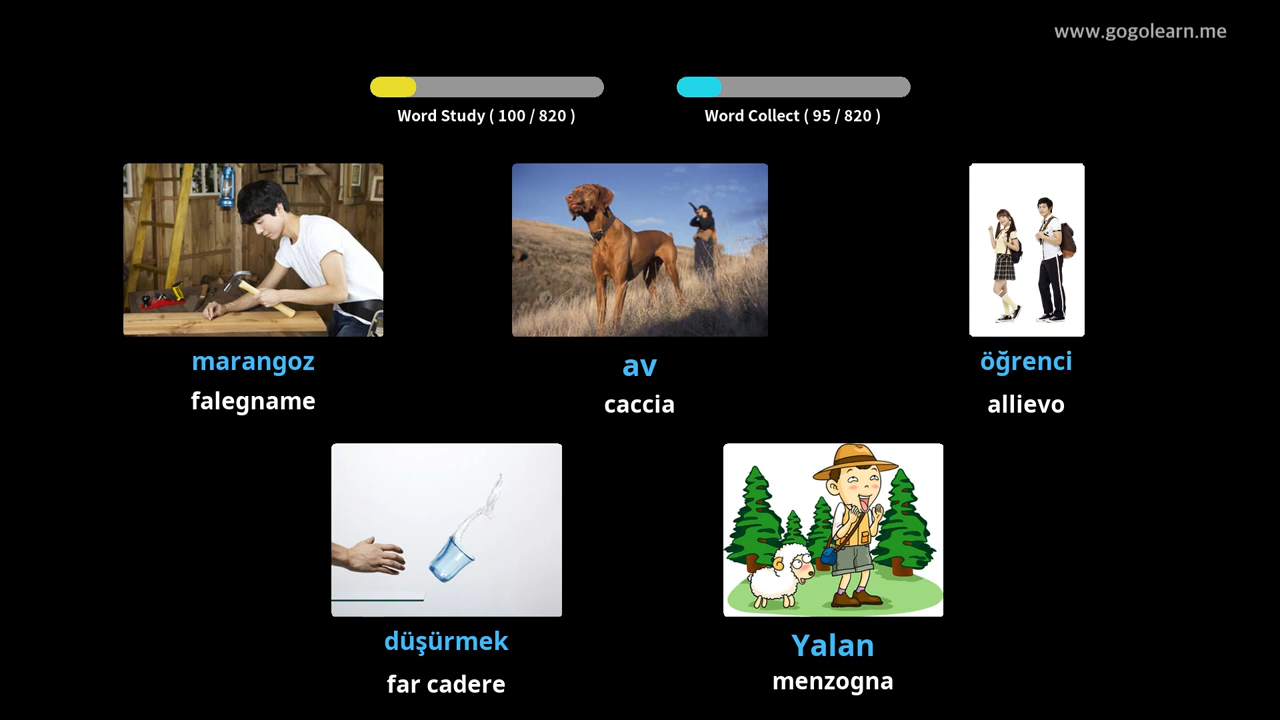 www.gogolearn.me
Word Study ( 100 / 820 )
Word Collect ( 95 / 820 )
marangoz
falegname
av
caccia
öğrenci
allievo
düşürmek
far cadere
Yalan
menzogna